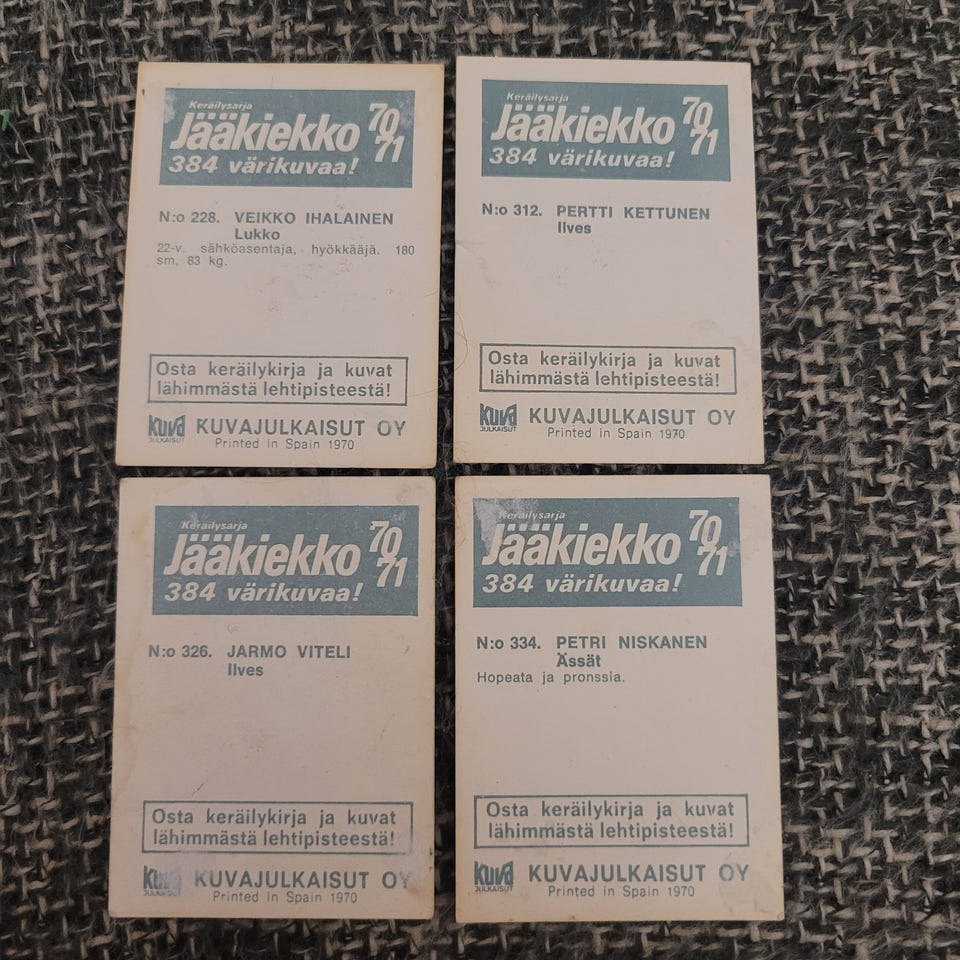 Keräilysarja
Jääkiekko 70 71
384 värikuvaa!
N:o 228. VEIKKO IHALAINEN
Lukko
22-v. sähköasentaja, hyökkääjä. 180
sm, 83 kg.
Osta keräilykirja ja kuvat
lähimmästä lehtipisteestä!
kuva
JULKAISUT
KUVAJULKAISUT OY
Printed in Spain 1970
Keräilysarja
Jääkiekko 70 71
384 värikuvaa!
N:o 312. PERTTI KETTUNEN
Ilves
Osta keräilykirja ja kuvat
lähimmästä lehtipisteestä!
kuva
JULKAISUT
KUVAJULKAISUT OY
Printed in Spain 1970
Keräilysarja
Jääkiekko 70 71
384 värikuvaa!
N:o 326. JARMO VITELI
Ilves
Osta keräilykirja ja kuvat
lähimmästä lehtipisteestä!
kuva
JULKAISUT
KUVAJULKAISUT OY
Printed in Spain 1970
Keräilysarja
Jääkiekko 70 71
384 värikuvaa!
N:o 334. PETRI NISKANEN
Ässät
Hopeata ja pronssia.
Osta keräilykirja ja kuvat
lähimmästä lehtipisteestä!
kuva
JULKAISUT
KUVAJULKAISUT OY
Printed in Spain 1970